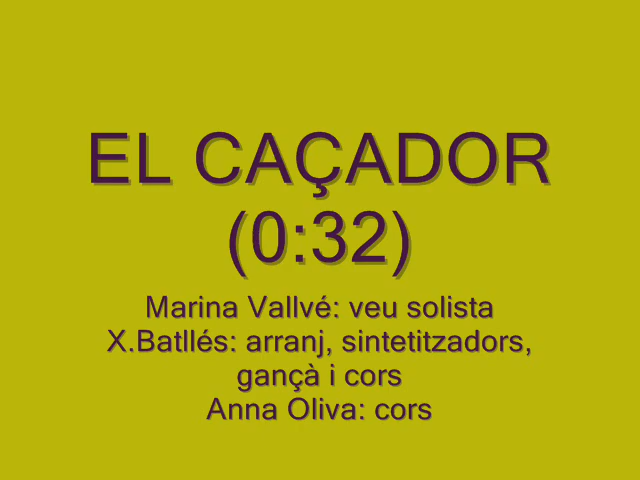 EL CAÇADOR
(0:32)
Marina Vallvé: veu solista
X.Batllés: arranj, sintetitzadors,
gançà i cors
Anna Oliva: cors